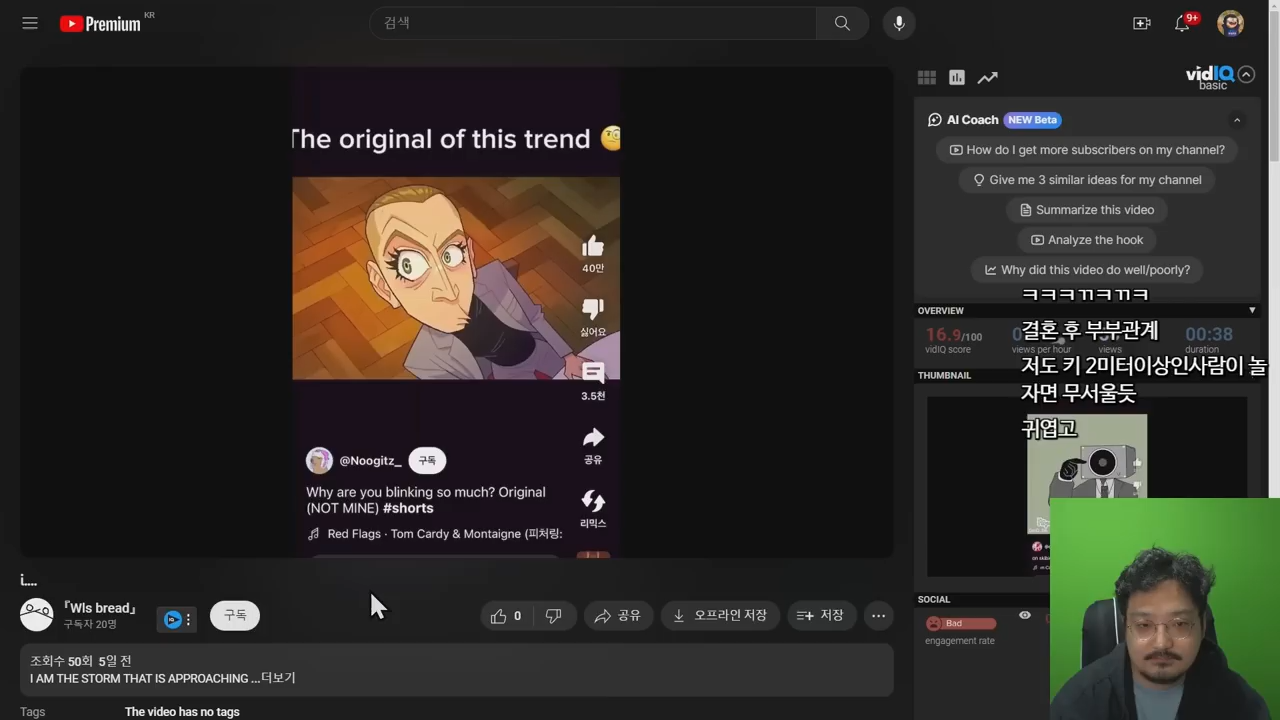 Premium KR
검색
9+
The original of this trend
40만
싫어요
3.5천
공유
리믹스
@Noogitz_ 구독
Why are you blinking so much? Original
(NOT MINE) #shorts
Red Flags · Tom Cardy & Montaigne (피처링:
i....
『Wls bread』
구독자 20명
구독
0
공유
오프라인 저장
저장
조회수 50회 5일 전
I AM THE STORM THAT IS APPROACHING ...더보기
Tags The video has no tags
vidIQ
basic
AI Coach NEW Beta
How do I get more subscribers on my channel?
Give me 3 similar ideas for my channel
Summarize this video
Analyze the hook
Why did this video do well/poorly?
ㅋㅋㅋㄲㅋㄲㅋ
OVERVIEW
결혼 후 부부관계
16.9/100
00:38
vidIQ score
views per hour
views
duration
저도 키 2미터이상인사람이 놀
자면 무서울듯
THUMBNAIL
귀엽고
SOCIAL
Bad
engagement rate